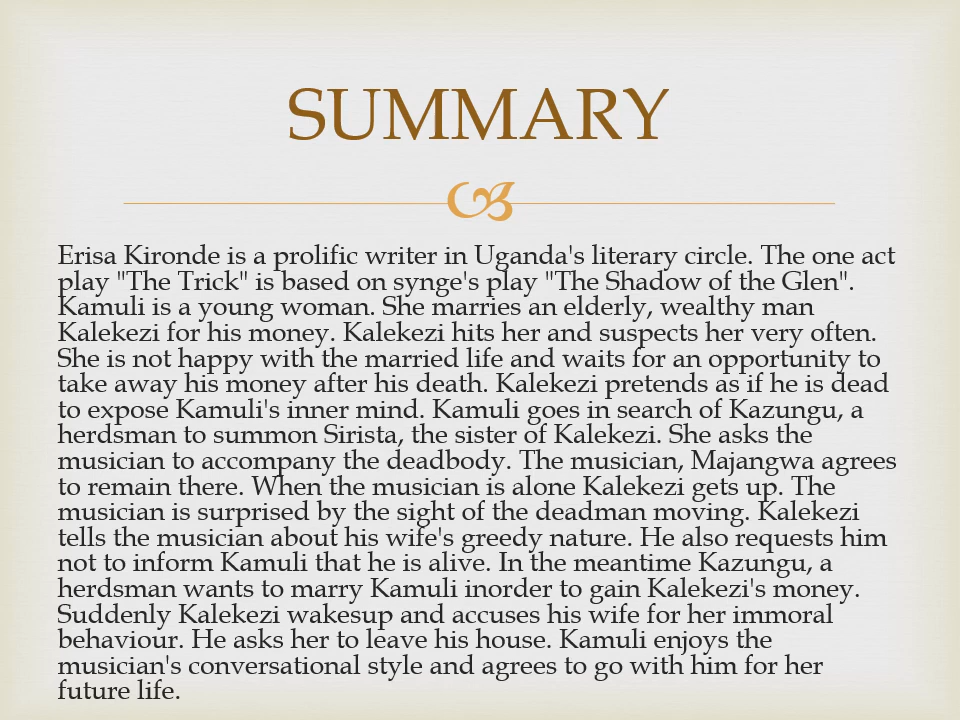 SUMMARY
Erisa Kironde is a prolific writer in Uganda's literary circle. The one act
play "The Trick" is based on synge's play "The Shadow of the Glen".
Kamuli is a young woman. She marries an elderly, wealthy man
Kalekezi for his money. Kalekezi hits her and suspects her very often.
She is not happy with the married life and waits for an opportunity to
take away his money after his death. Kalekezi pretends as if he is dead
to expose Kamuli's inner mind. Kamuli goes in search of Kazungu, a
herdsman to summon Sirista, the sister of Kalekezi. She asks the
musician to accompany the deadbody. The musician, Majangwa agrees
to remain there. When the musician is alone Kalekezi gets up. The
musician is surprised by the sight of the deadman moving. Kalekezi
tells the musician about his wife's greedy nature. He also requests him
not to inform Kamuli that he is alive. In the meantime Kazungu, a
herdsman wants to marry Kamuli inorder to gain Kalekezi's money.
Suddenly Kalekezi wakesup and accuses his wife for her immoral
behaviour. He asks her to leave his house. Kamuli enjoys the
musician's conversational style and agrees to go with him for her
future life.